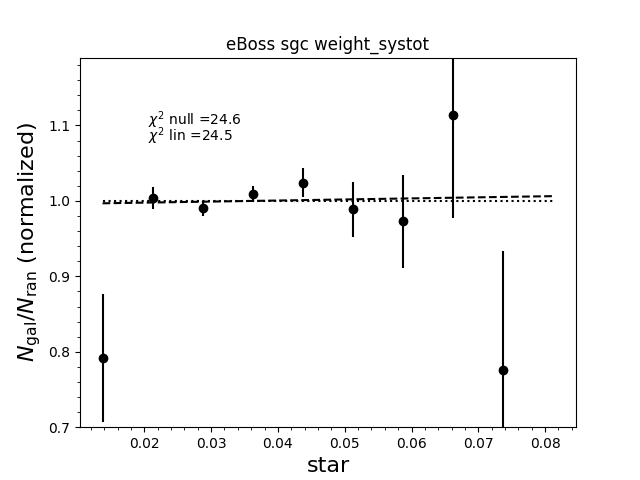 eBoss sgc weight_systot
χ² null =24.6
χ² lin =24.5
N_gal/N_ran (normalized)
1.1
1.0
0.9
0.8
0.7
0.02 0.03 0.04 0.05 0.06 0.07 0.08
star